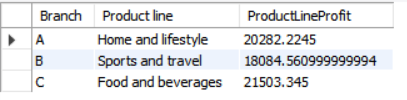 Branch Product line ProductLineProfit
A Home and lifestyle 20282.2245
B Sports and travel 18084.560999999994
C Food and beverages 21503.345